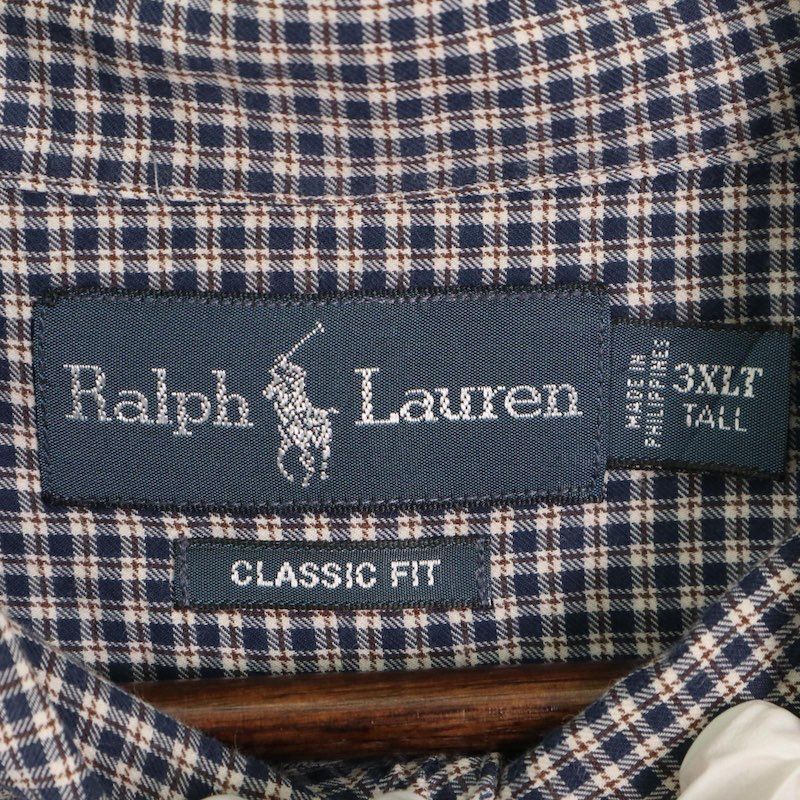 Ralph Lauren
MADE IN
PHILIPPINES
3XLT
TALL
CLASSIC FIT